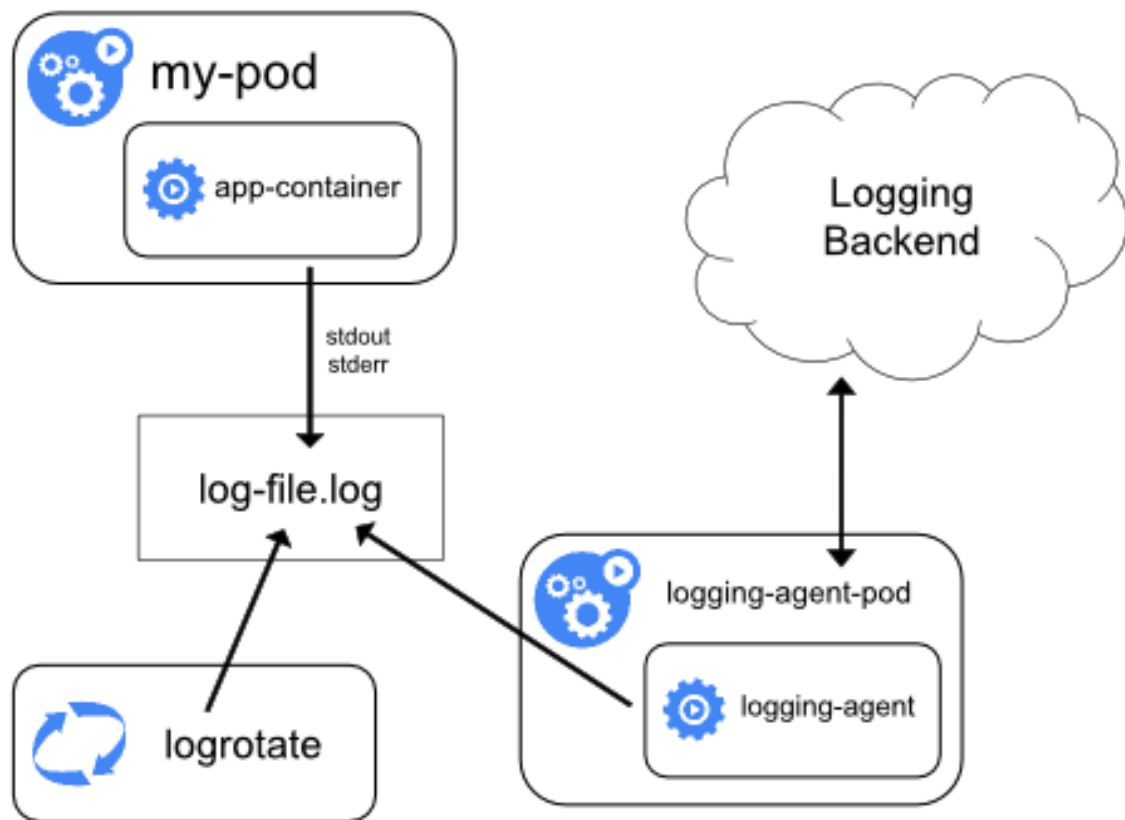 my-pod
app-container
Logging
Backend
stdout
stderr
log-file.log
logging-agent-pod
logging-agent
logrotate